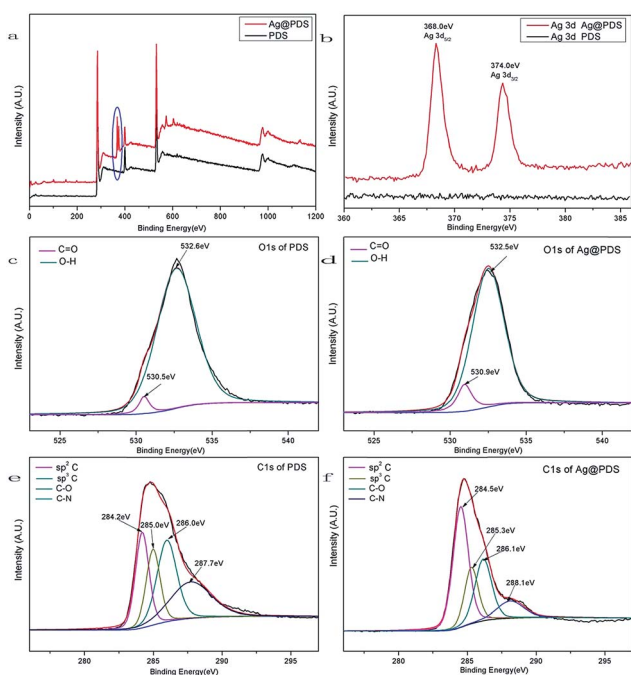 a
Ag@PDS
PDS
Intensity (A.U.)
0 200 400 600 800 1000 1200
Binding Energy(eV)
b
Ag 3d Ag@PDS
Ag 3d PDS
368.0eV
Ag 3d5/2
374.0eV
Ag 3d3/2
Intensity (A.U.)
360 365 370 375 380 385
Binding Energy(eV)
c
C=O
O-H
O1s of PDS
532.6eV
530.5eV
Intensity (A.U.)
525 530 535 540
Binding Energy(eV)
d
C=O
O-H
O1s of Ag@PDS
532.5eV
530.9eV
Intensity (A.U.)
525 530 535 540
Binding Energy(eV)
e
sp2 C
sp3 C
C-O
C-N
C1s of PDS
284.2eV
285.0eV
286.0eV
287.7eV
Intensity (A.U.)
280 285 290 295
Binding Energy(eV)
f
sp2 C
sp3 C
C-O
C-N
C1s of Ag@PDS
284.5eV
285.3eV
286.1eV
288.1eV
Intensity (A.U.)
280 285 290 295
Binding Energy(eV)